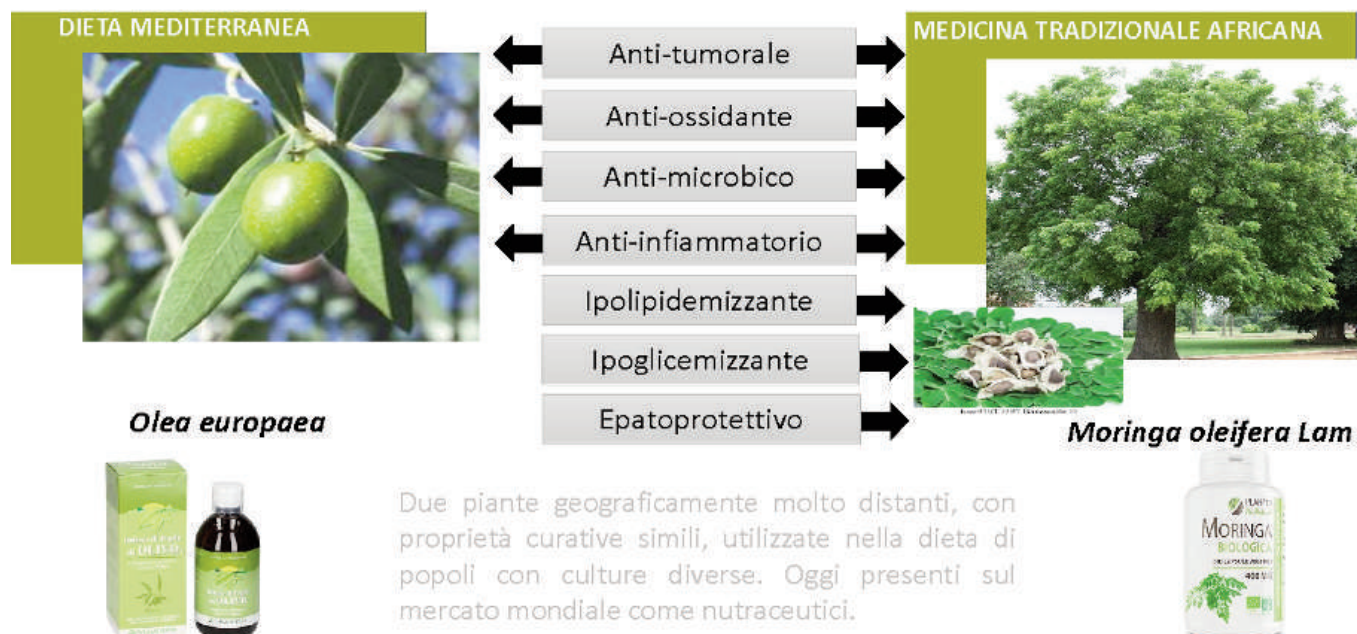 DIETA MEDITERRANEA
MEDICINA TRADIZIONALE AFRICANA
Anti-tumorale
Anti-ossidante
Anti-microbico
Anti-infiammatorio
Ipolipidemizzante
Ipoglicemizzante
Epatoprotettivo
Olea europaea
Moringa oleifera Lam
Due piante geograficamente molto distanti, con
proprietà curative simili, utilizzate nella dieta di
popoli con culture diverse. Oggi presenti sul
mercato mondiale come nutraceutici.
MORINGA
BIOLOGICA
400 MG